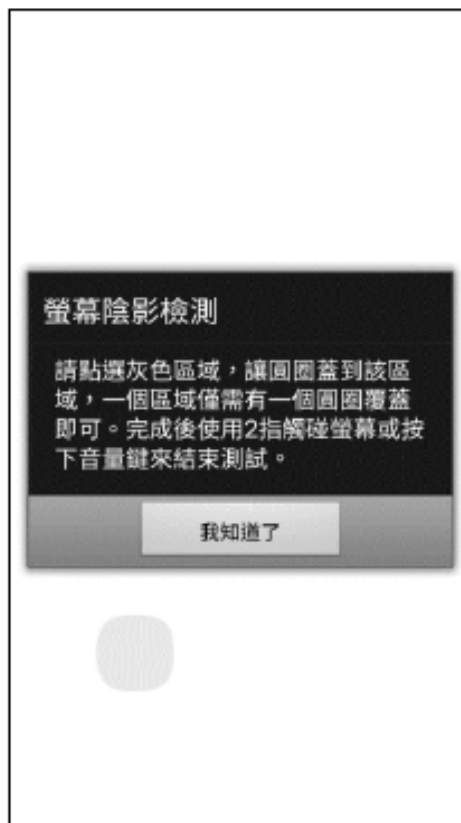 螢幕陰影檢測
請點選灰色區域，讓圓圈蓋到該區
域，一個區域僅需有一個圓圈覆蓋
即可。完成後使用2指觸碰螢幕或按
下音量鍵來結束測試。
我知道了